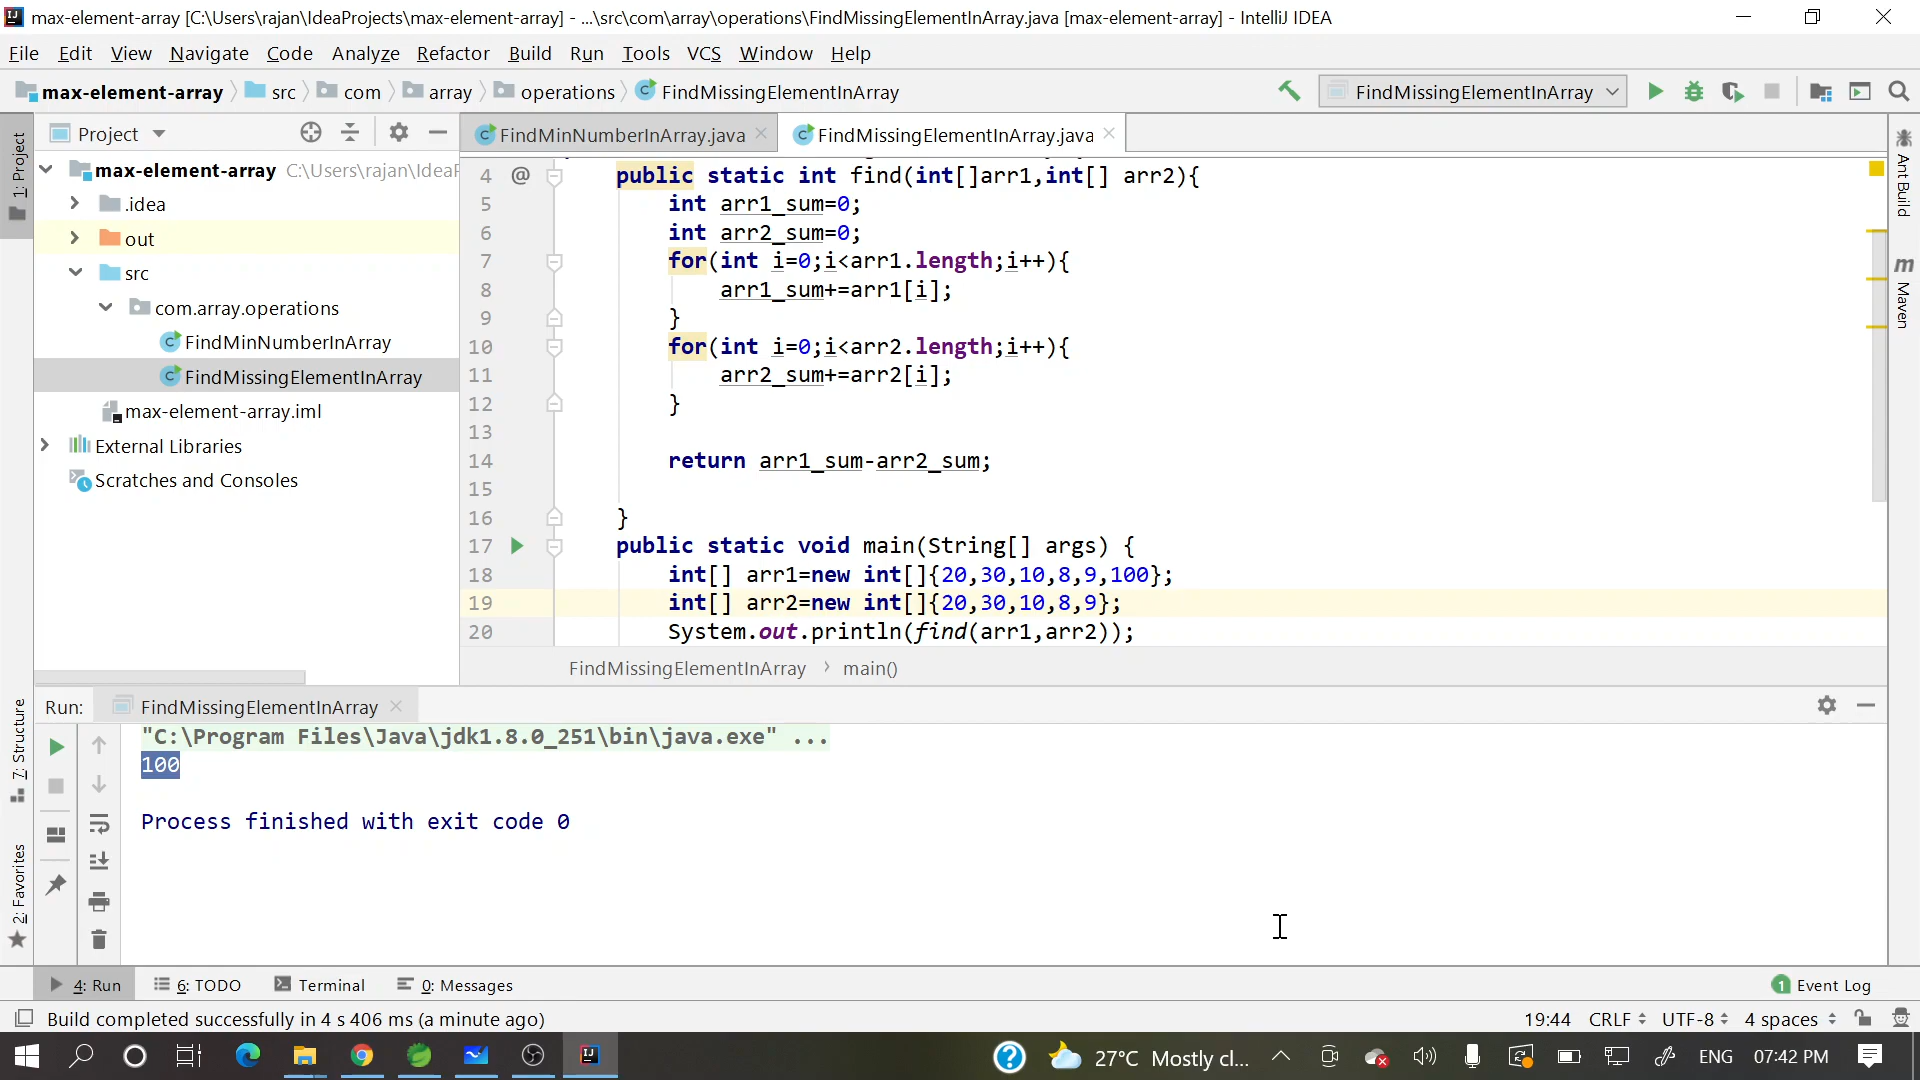 max-element-array [C:\Users\rajan\IdeaProjects\max-element-array] - ...\src\com\array\operations\FindMissingElementInArray.java [max-element-array] - IntelliJ IDEA
File Edit View Navigate Code Analyze Refactor Build Run Tools VCS Window Help
max-element-array src com array operations FindMissingElementInArray FindMissingElementInArray
Project FindMinNumberInArray.java FindMissingElementInArray.java
1: Project
max-element-array C:\Users\rajan\Idea
.idea
out
src
com.array.operations
FindMinNumberInArray
FindMissingElementInArray
max-element-array.iml
External Libraries
Scratches and Consoles
4 @ public static int find(int[]arr1,int[] arr2){
5 int arr1_sum=0;
6 int arr2_sum=0;
7 for(int i=0;i<arr1.length;i++){
8 arr1_sum+=arr1[i];
9 }
10 for(int i=0;i<arr2.length;i++){
11 arr2_sum+=arr2[i];
12 }
13
14 return arr1_sum-arr2_sum;
15
16 }
17 public static void main(String[] args) {
18 int[] arr1=new int[]{20,30,10,8,9,100};
19 int[] arr2=new int[]{20,30,10,8,9};
20 System.out.println(find(arr1,arr2));
FindMissingElementInArray › main()
Ant Build
m Maven
Run: FindMissingElementInArray
"C:\Program Files\Java\jdk1.8.0_251\bin\java.exe" ...
100
Process finished with exit code 0
7: Structure
2: Favorites
4: Run 6: TODO Terminal 0: Messages 1 Event Log
Build completed successfully in 4 s 406 ms (a minute ago) 19:44 CRLF UTF-8 4 spaces
27°C Mostly cl... ENG 07:42 PM